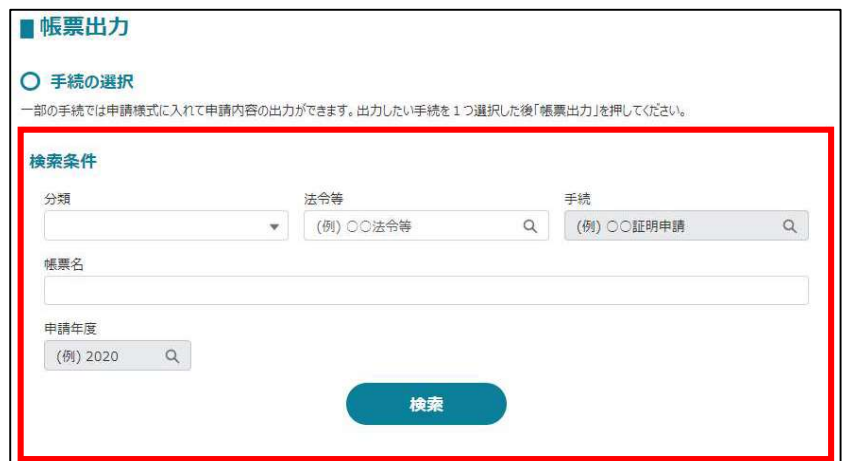 ■帳票出力
手続の選択
一部の手続では申請様式に入れて申請内容の出力ができます。出力したい手続を１つ選択した後「帳票出力」を押してください。
検索条件
分類 法令等 手続
(例) 〇〇法令等 (例) 〇〇証明申請
帳票名
申請年度
(例) 2020
検索